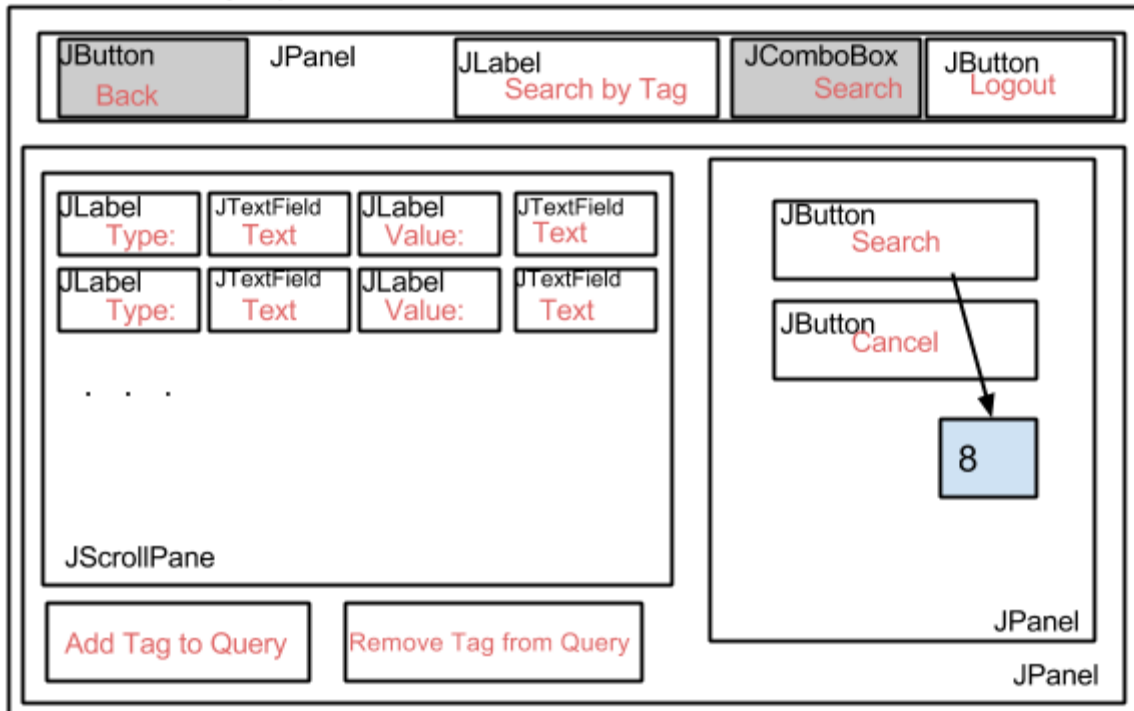 JButton
Back
JPanel
JLabel
Search by Tag
JComboBox
Search
JButton
Logout
JLabel
Type:
JTextField
Text
JLabel
Value:
JTextField
Text
JLabel
Type:
JTextField
Text
JLabel
Value:
JTextField
Text
. . .
JScrollPane
Add Tag to Query
Remove Tag from Query
JButton
Search
JButton
Cancel
8
JPanel
JPanel